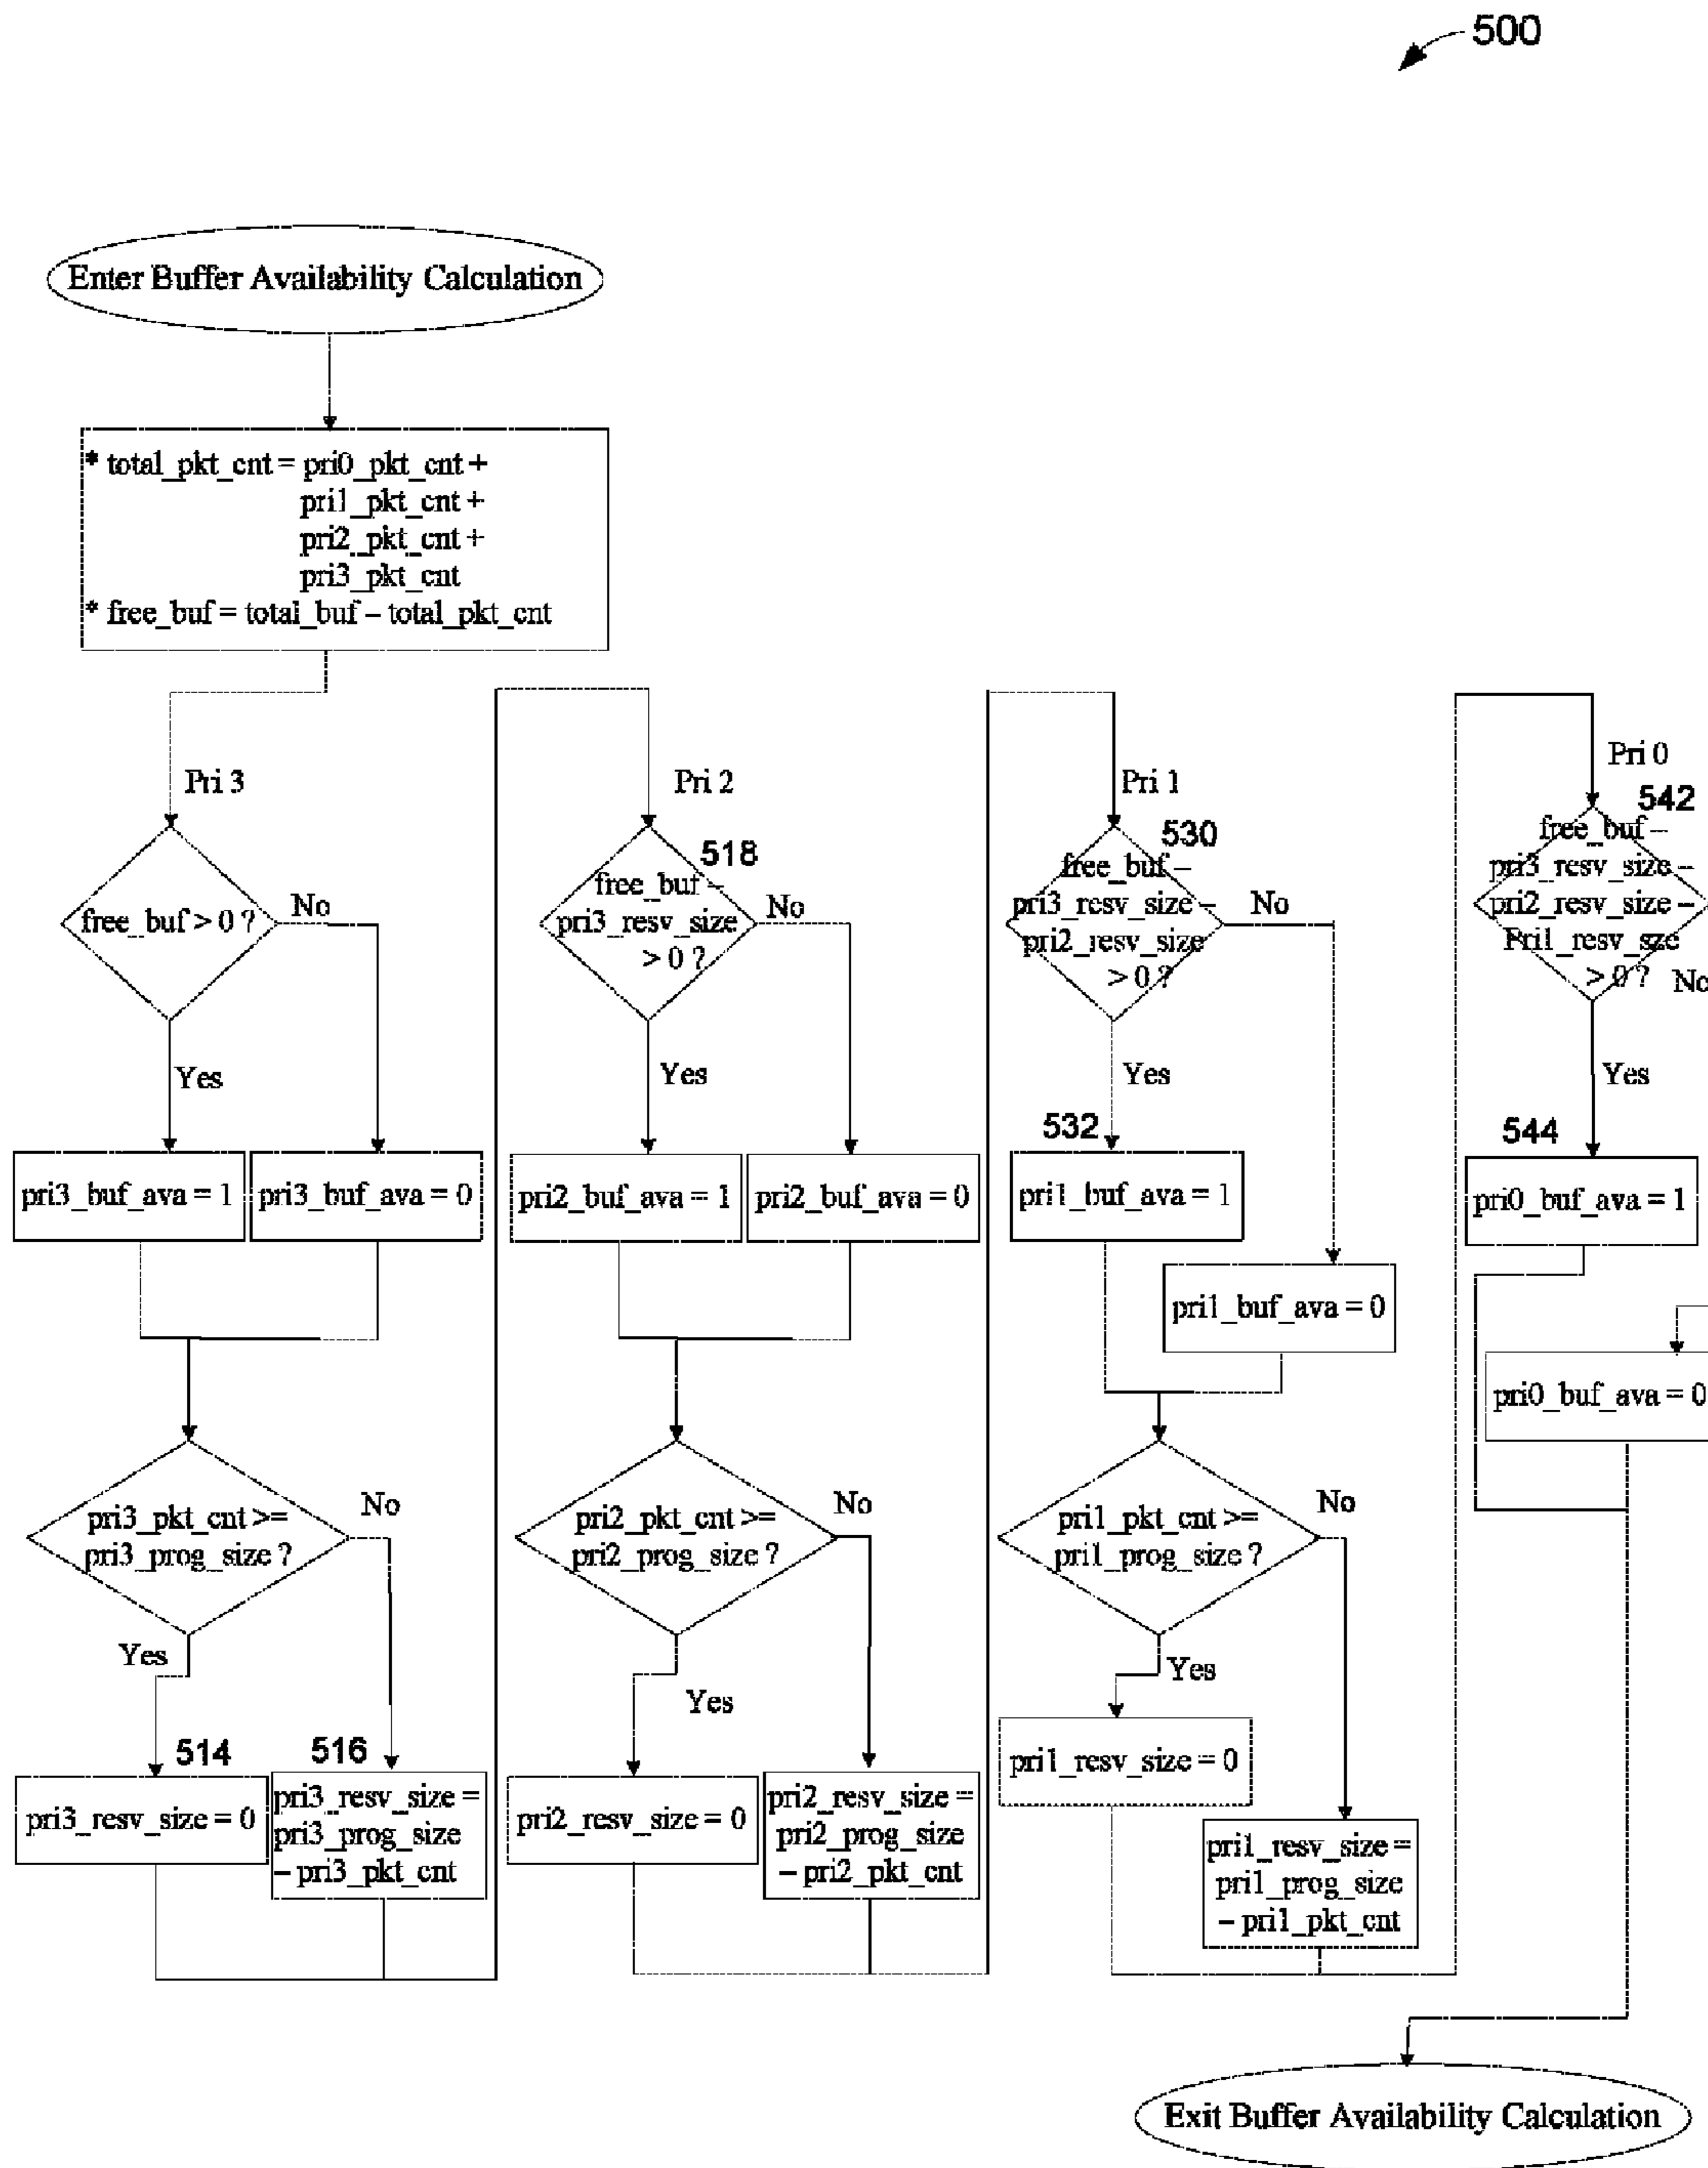 500
Enter Buffer Availability Calculation
* total_pkt_cnt = pri0_pkt_cnt +
pri1_pkt_cnt +
pri2_pkt_cnt +
pri3_pkt_cnt
* free_buf = total_buf – total_pkt_cnt
Pri 3
free_buf > 0 ?
No
Yes
pri3_buf_ava = 1
pri3_buf_ava = 0
pri3_pkt_cnt >=
pri3_prog_size ?
No
Yes
514
pri3_resv_size = 0
516
pri3_resv_size =
pri3_prog_size
– pri3_pkt_cnt
Pri 2
518
free_buf –
pri3_resv_size
> 0 ?
No
Yes
pri2_buf_ava = 1
pri2_buf_ava = 0
pri2_pkt_cnt >=
pri2_prog_size ?
No
Yes
pri2_resv_size = 0
pri2_resv_size =
pri2_prog_size
– pri2_pkt_cnt
Pri 1
530
free_buf –
pri3_resv_size –
pri2_resv_size
> 0 ?
No
Yes
532
pri1_buf_ava = 1
pri1_buf_ava = 0
pri1_pkt_cnt >=
pri1_prog_size ?
No
Yes
pri1_resv_size = 0
pri1_resv_size =
pri1_prog_size
– pri1_pkt_cnt
Pri 0
542
free_buf –
pri3_resv_size –
pri2_resv_size –
Pri1_resv_sze
> 0 ?
No
Yes
544
pri0_buf_ava = 1
pri0_buf_ava = 0
Exit Buffer Availability Calculation